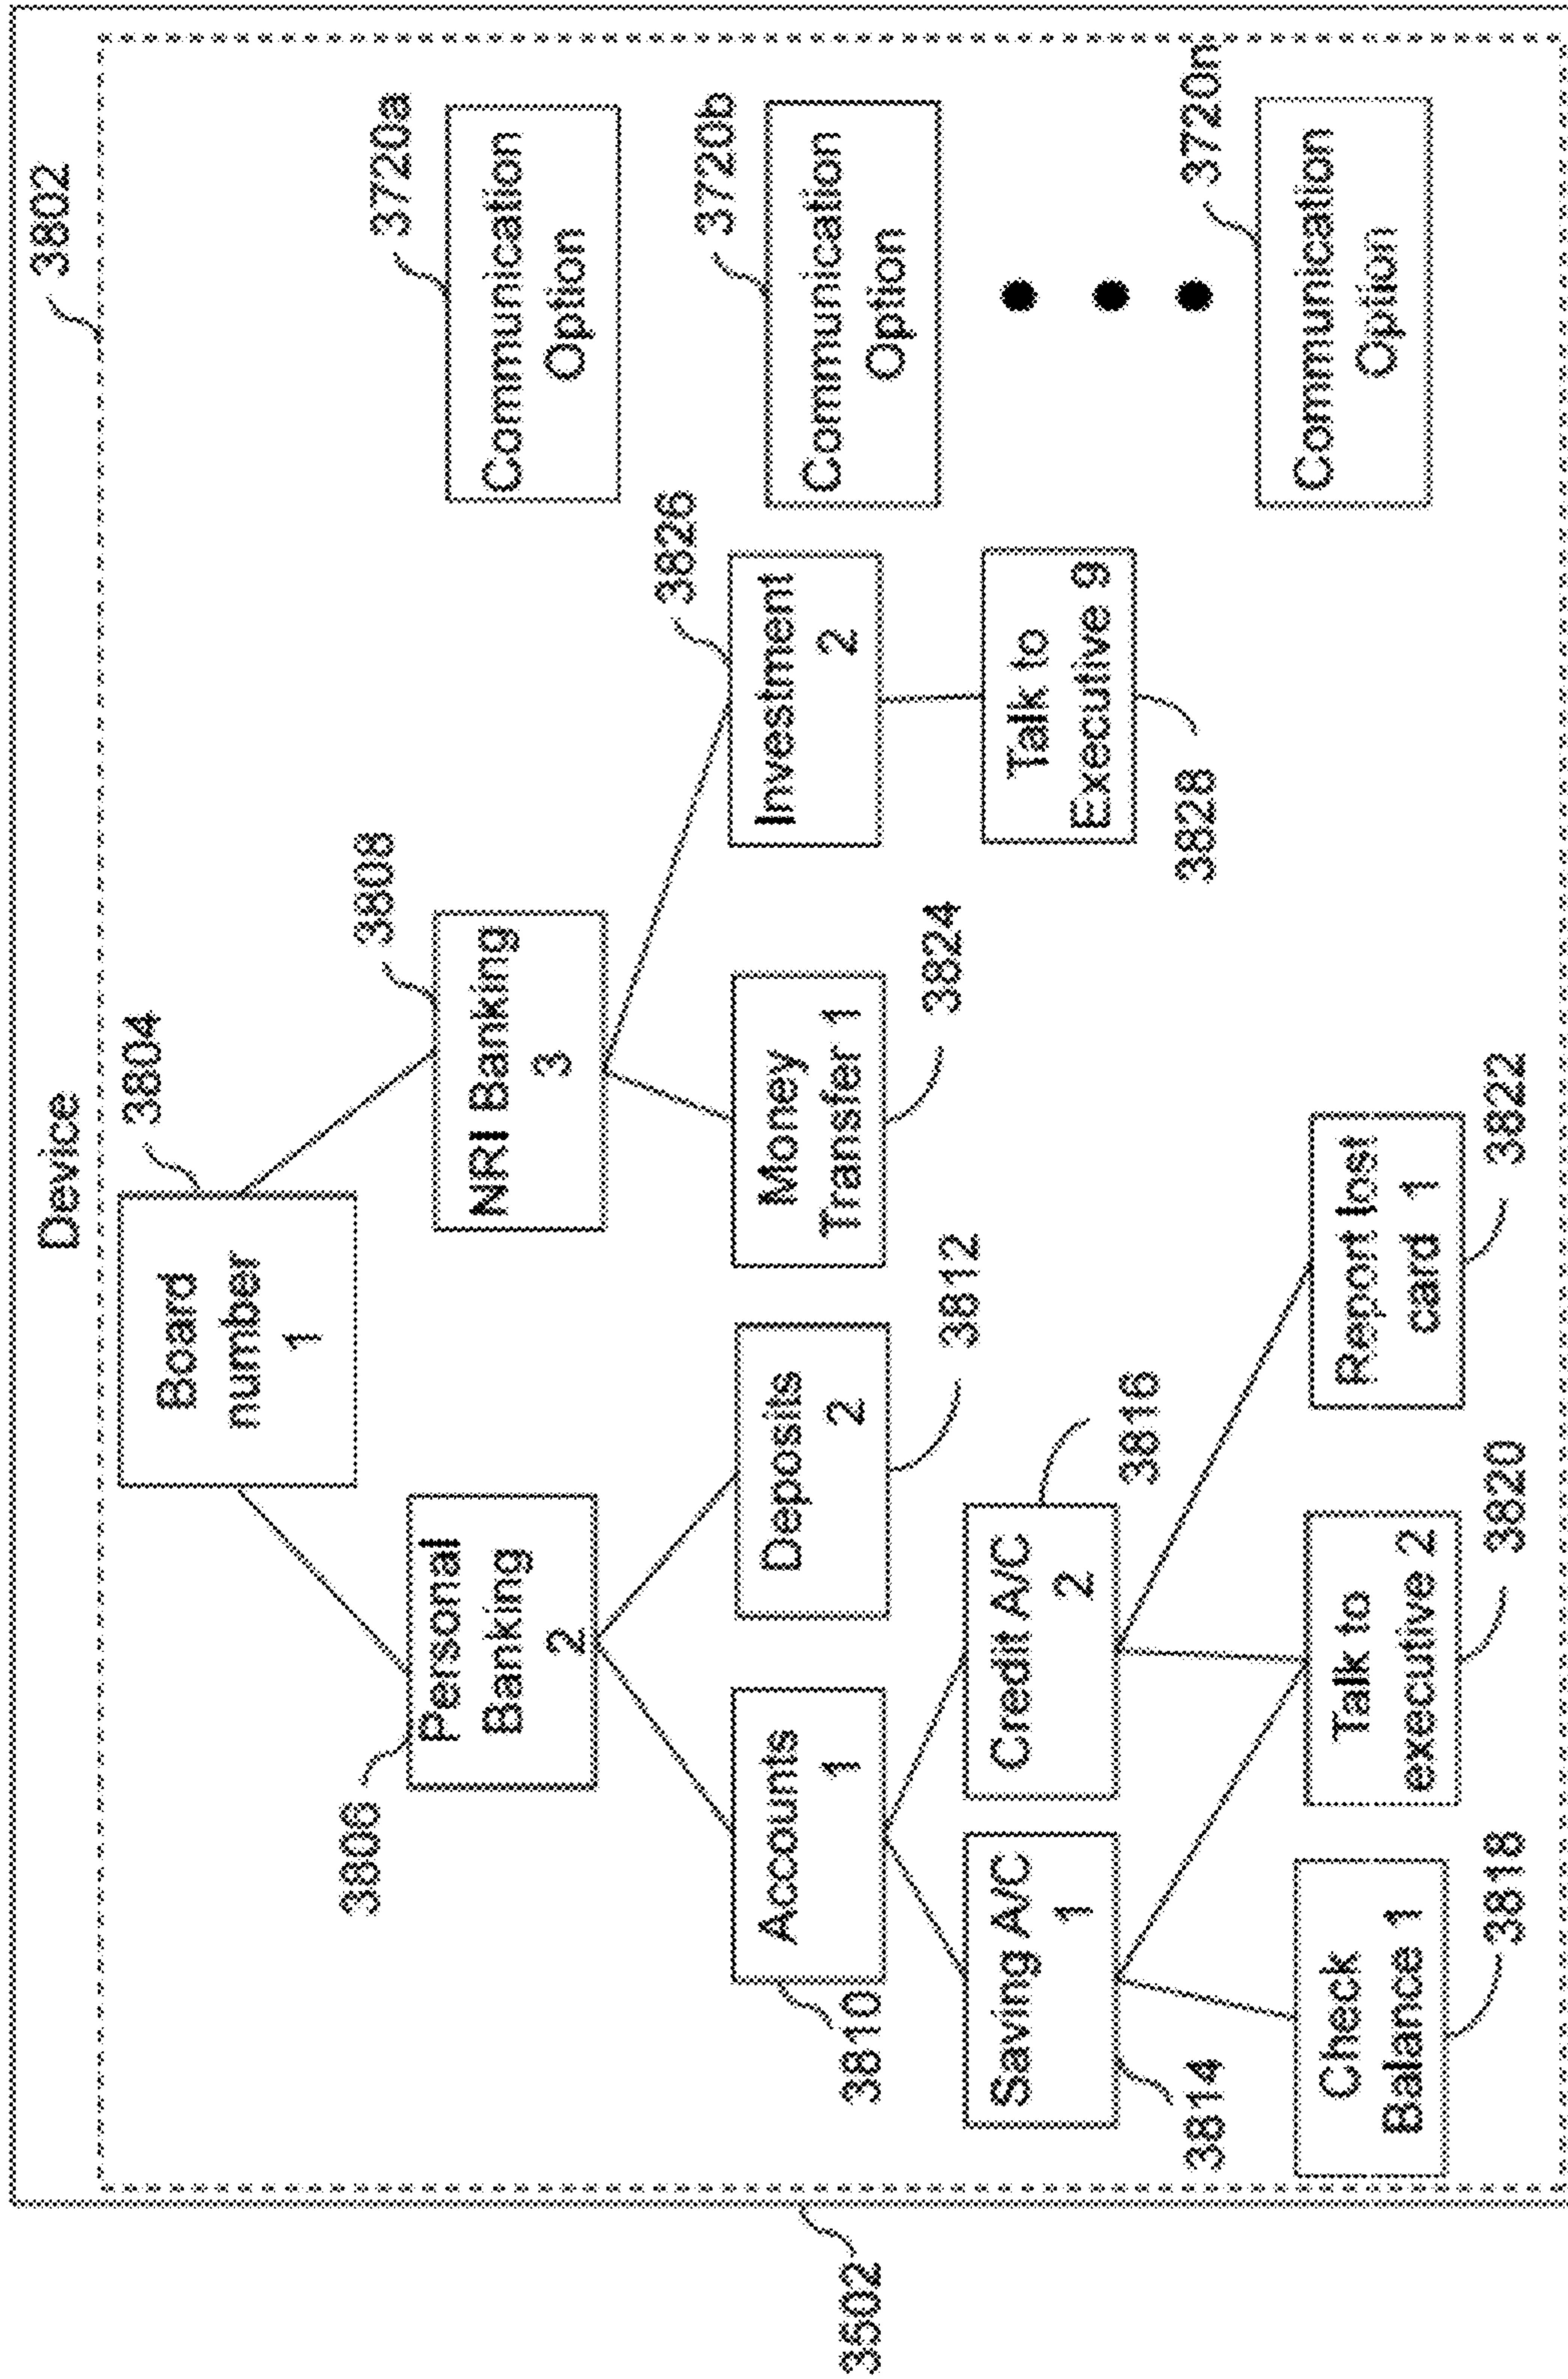 Device
3802
3804
Board
number
1
3806
Personal
Banking
2
3808
NRI Banking
3
3720a
Communication
Option
3810
Accounts
1
Deposits
2
3812
Money
Transfer 1
3824
3826
Investment
2
3720b
Communication
Option
3814
Saving A/C
1
Credit A/C
2
3816
Talk to
Executive 9
3828
Check
Balance 1
3818
Talk to
executive 2
3820
Report lost
card 1
3822
3720n
Communication
Option
3502